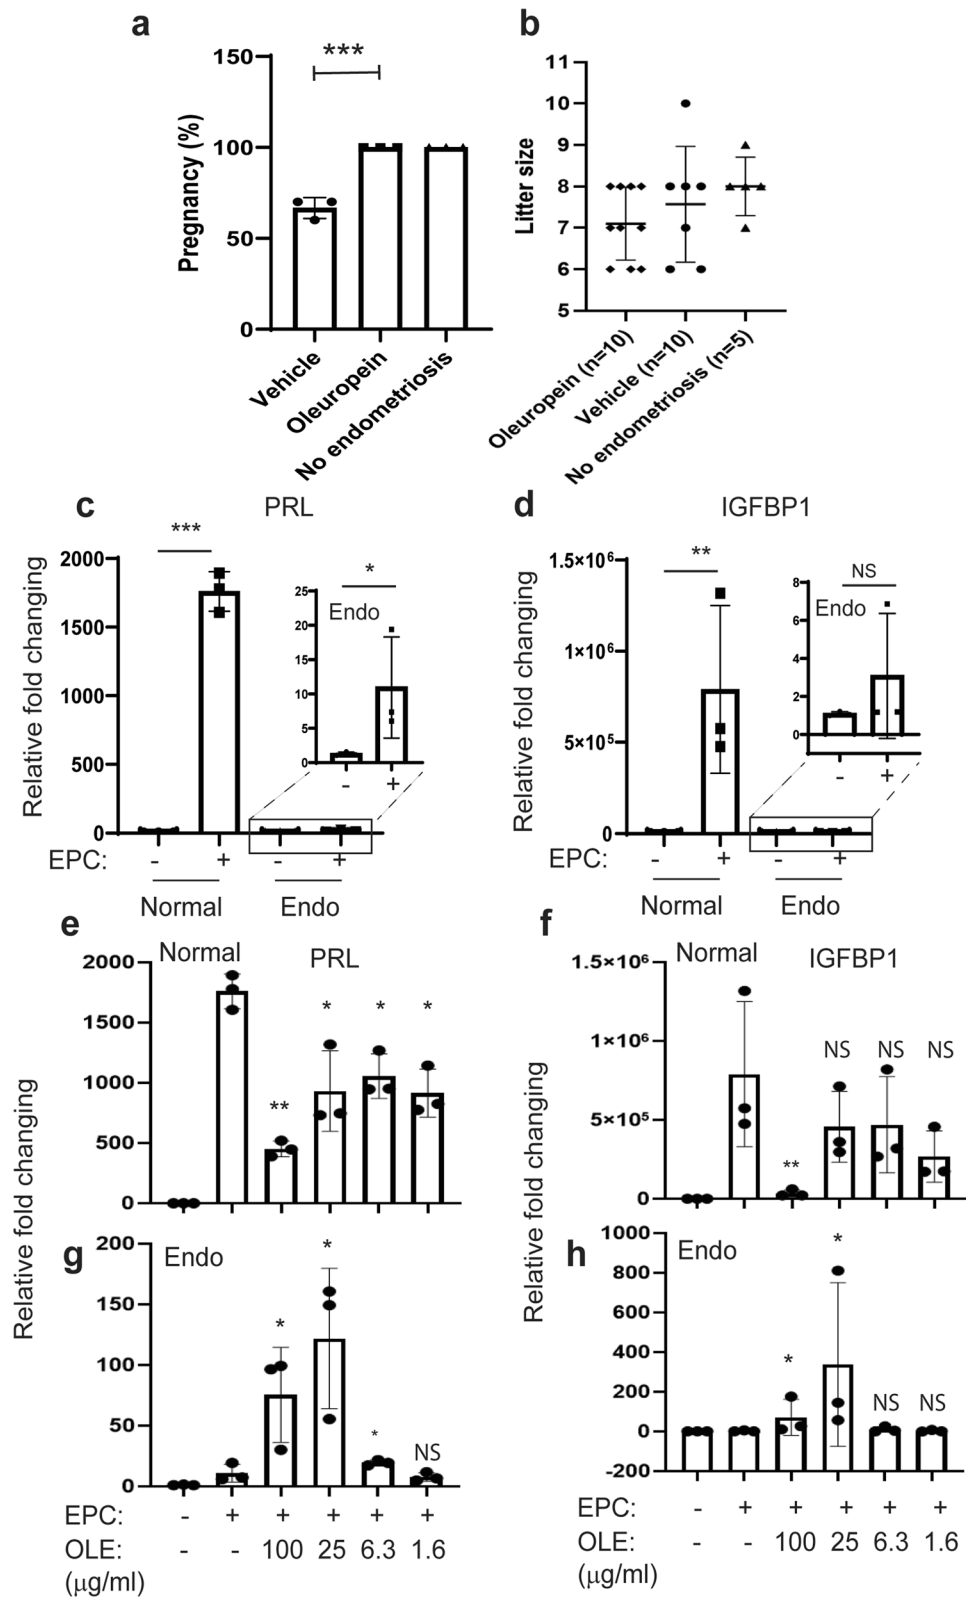 a
b
***
150
100
50
0
Pregnancy (%)
Vehicle
Oleuropein
No endometriosis
11
10
9
8
7
6
5
Litter size
Oleuropein (n=10)
Vehicle (n=10)
No endometriosis (n=5)
c
PRL
***
2000
1500
1000
500
0
Relative fold changing
*
25
20
15
10
5
0
Endo
- +
EPC: - + - +
Normal Endo
d
IGFBP1
**
1.5×10⁶
1×10⁶
5×10⁵
0
Relative fold changing
NS
8
6
4
2
0
Endo
- +
EPC: - + - +
Normal Endo
e
Normal PRL
2000
1500
1000
500
0
** * * *
Relative fold changing
f
Normal IGFBP1
1.5×10⁶
1×10⁶
5×10⁵
0
** NS NS NS
Relative fold changing
g
Endo
200
150
100
50
0
* * * NS
EPC: - + + + + +
OLE: - - 100 25 6.3 1.6
(μg/ml)
h
Endo
1000
800
600
400
200
0
-200
* * NS NS
EPC: - + + + + +
OLE: - - 100 25 6.3 1.6
(μg/ml)